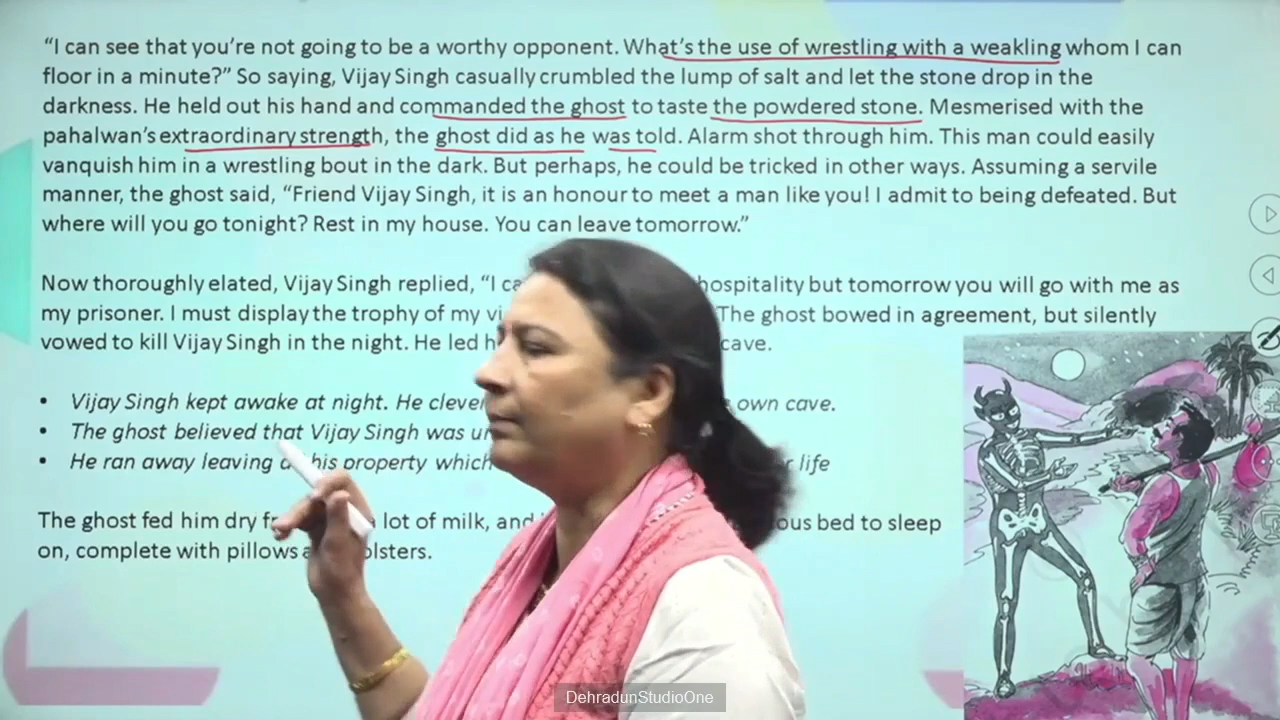 “I can see that you’re not going to be a worthy opponent. What’s the use of wrestling with a weakling whom I can
floor in a minute?” So saying, Vijay Singh casually crumbled the lump of salt and let the stone drop in the
darkness. He held out his hand and commanded the ghost to taste the powdered stone. Mesmerised with the
pahalwan’s extraordinary strength, the ghost did as he was told. Alarm shot through him. This man could easily
vanquish him in a wrestling bout in the dark. But perhaps, he could be tricked in other ways. Assuming a servile
manner, the ghost said, “Friend Vijay Singh, it is an honour to meet a man like you! I admit to being defeated. But
where will you go tonight? Rest in my house. You can leave tomorrow.”
Now thoroughly elated, Vijay Singh replied, “I hospitality but tomorrow you will go with me as
my prisoner. I must display the trophy of my The ghost bowed in agreement, but silently
vowed to kill Vijay Singh in the night. He led cave.
• Vijay Singh kept awake at night. He own cave.
• The ghost believed that Vijay Singh was
• He ran away leaving his property which life
The ghost fed him dry lot of milk, and bed to sleep
on, complete with pillows bolsters.
DehradunStudioOne